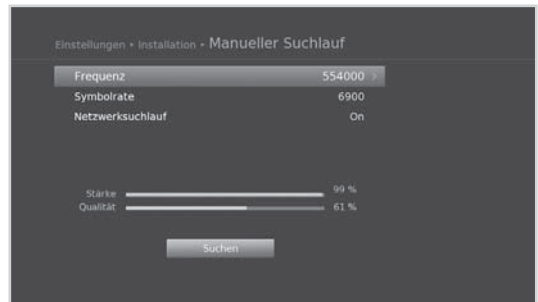 Einstellungen • Installation • Manueller Suchlauf
Frequenz 554000 >
Symbolrate 6900
Netzwerksuchlauf On
Stärke 99 %
Qualität 61 %
Suchen